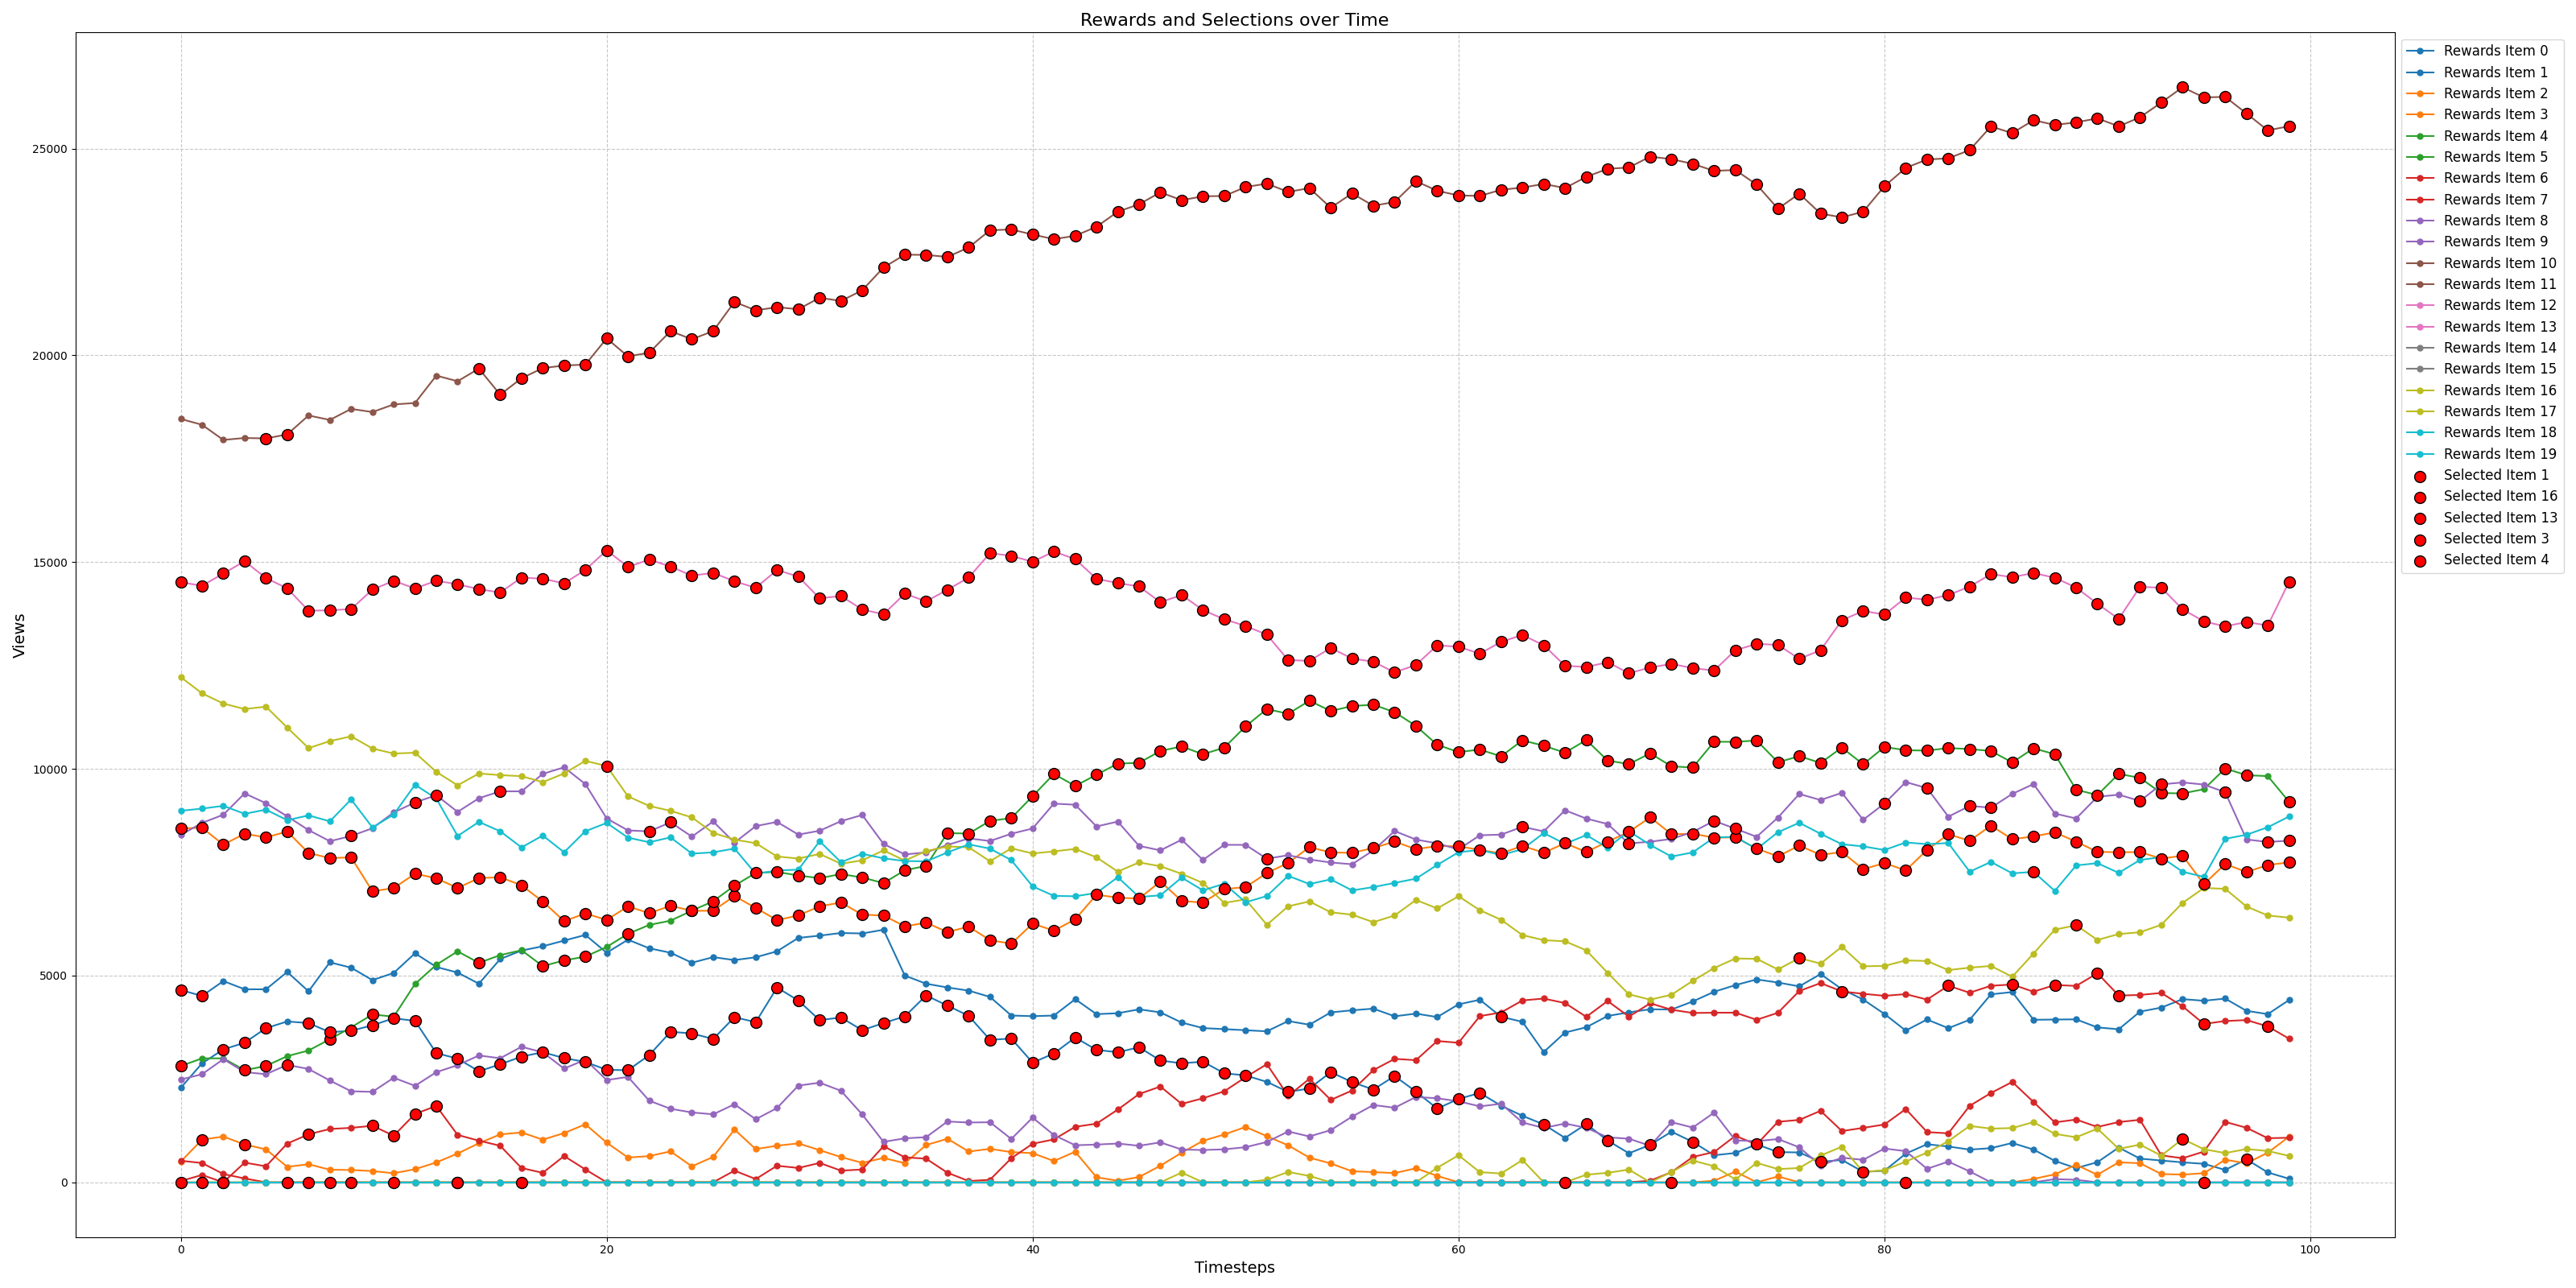 Rewards and Selections over Time
Views
25000
20000
15000
10000
5000
0
0
20
40
60
80
100
Timesteps
Rewards Item 0
Rewards Item 1
Rewards Item 2
Rewards Item 3
Rewards Item 4
Rewards Item 5
Rewards Item 6
Rewards Item 7
Rewards Item 8
Rewards Item 9
Rewards Item 10
Rewards Item 11
Rewards Item 12
Rewards Item 13
Rewards Item 14
Rewards Item 15
Rewards Item 16
Rewards Item 17
Rewards Item 18
Rewards Item 19
Selected Item 1
Selected Item 16
Selected Item 13
Selected Item 3
Selected Item 4